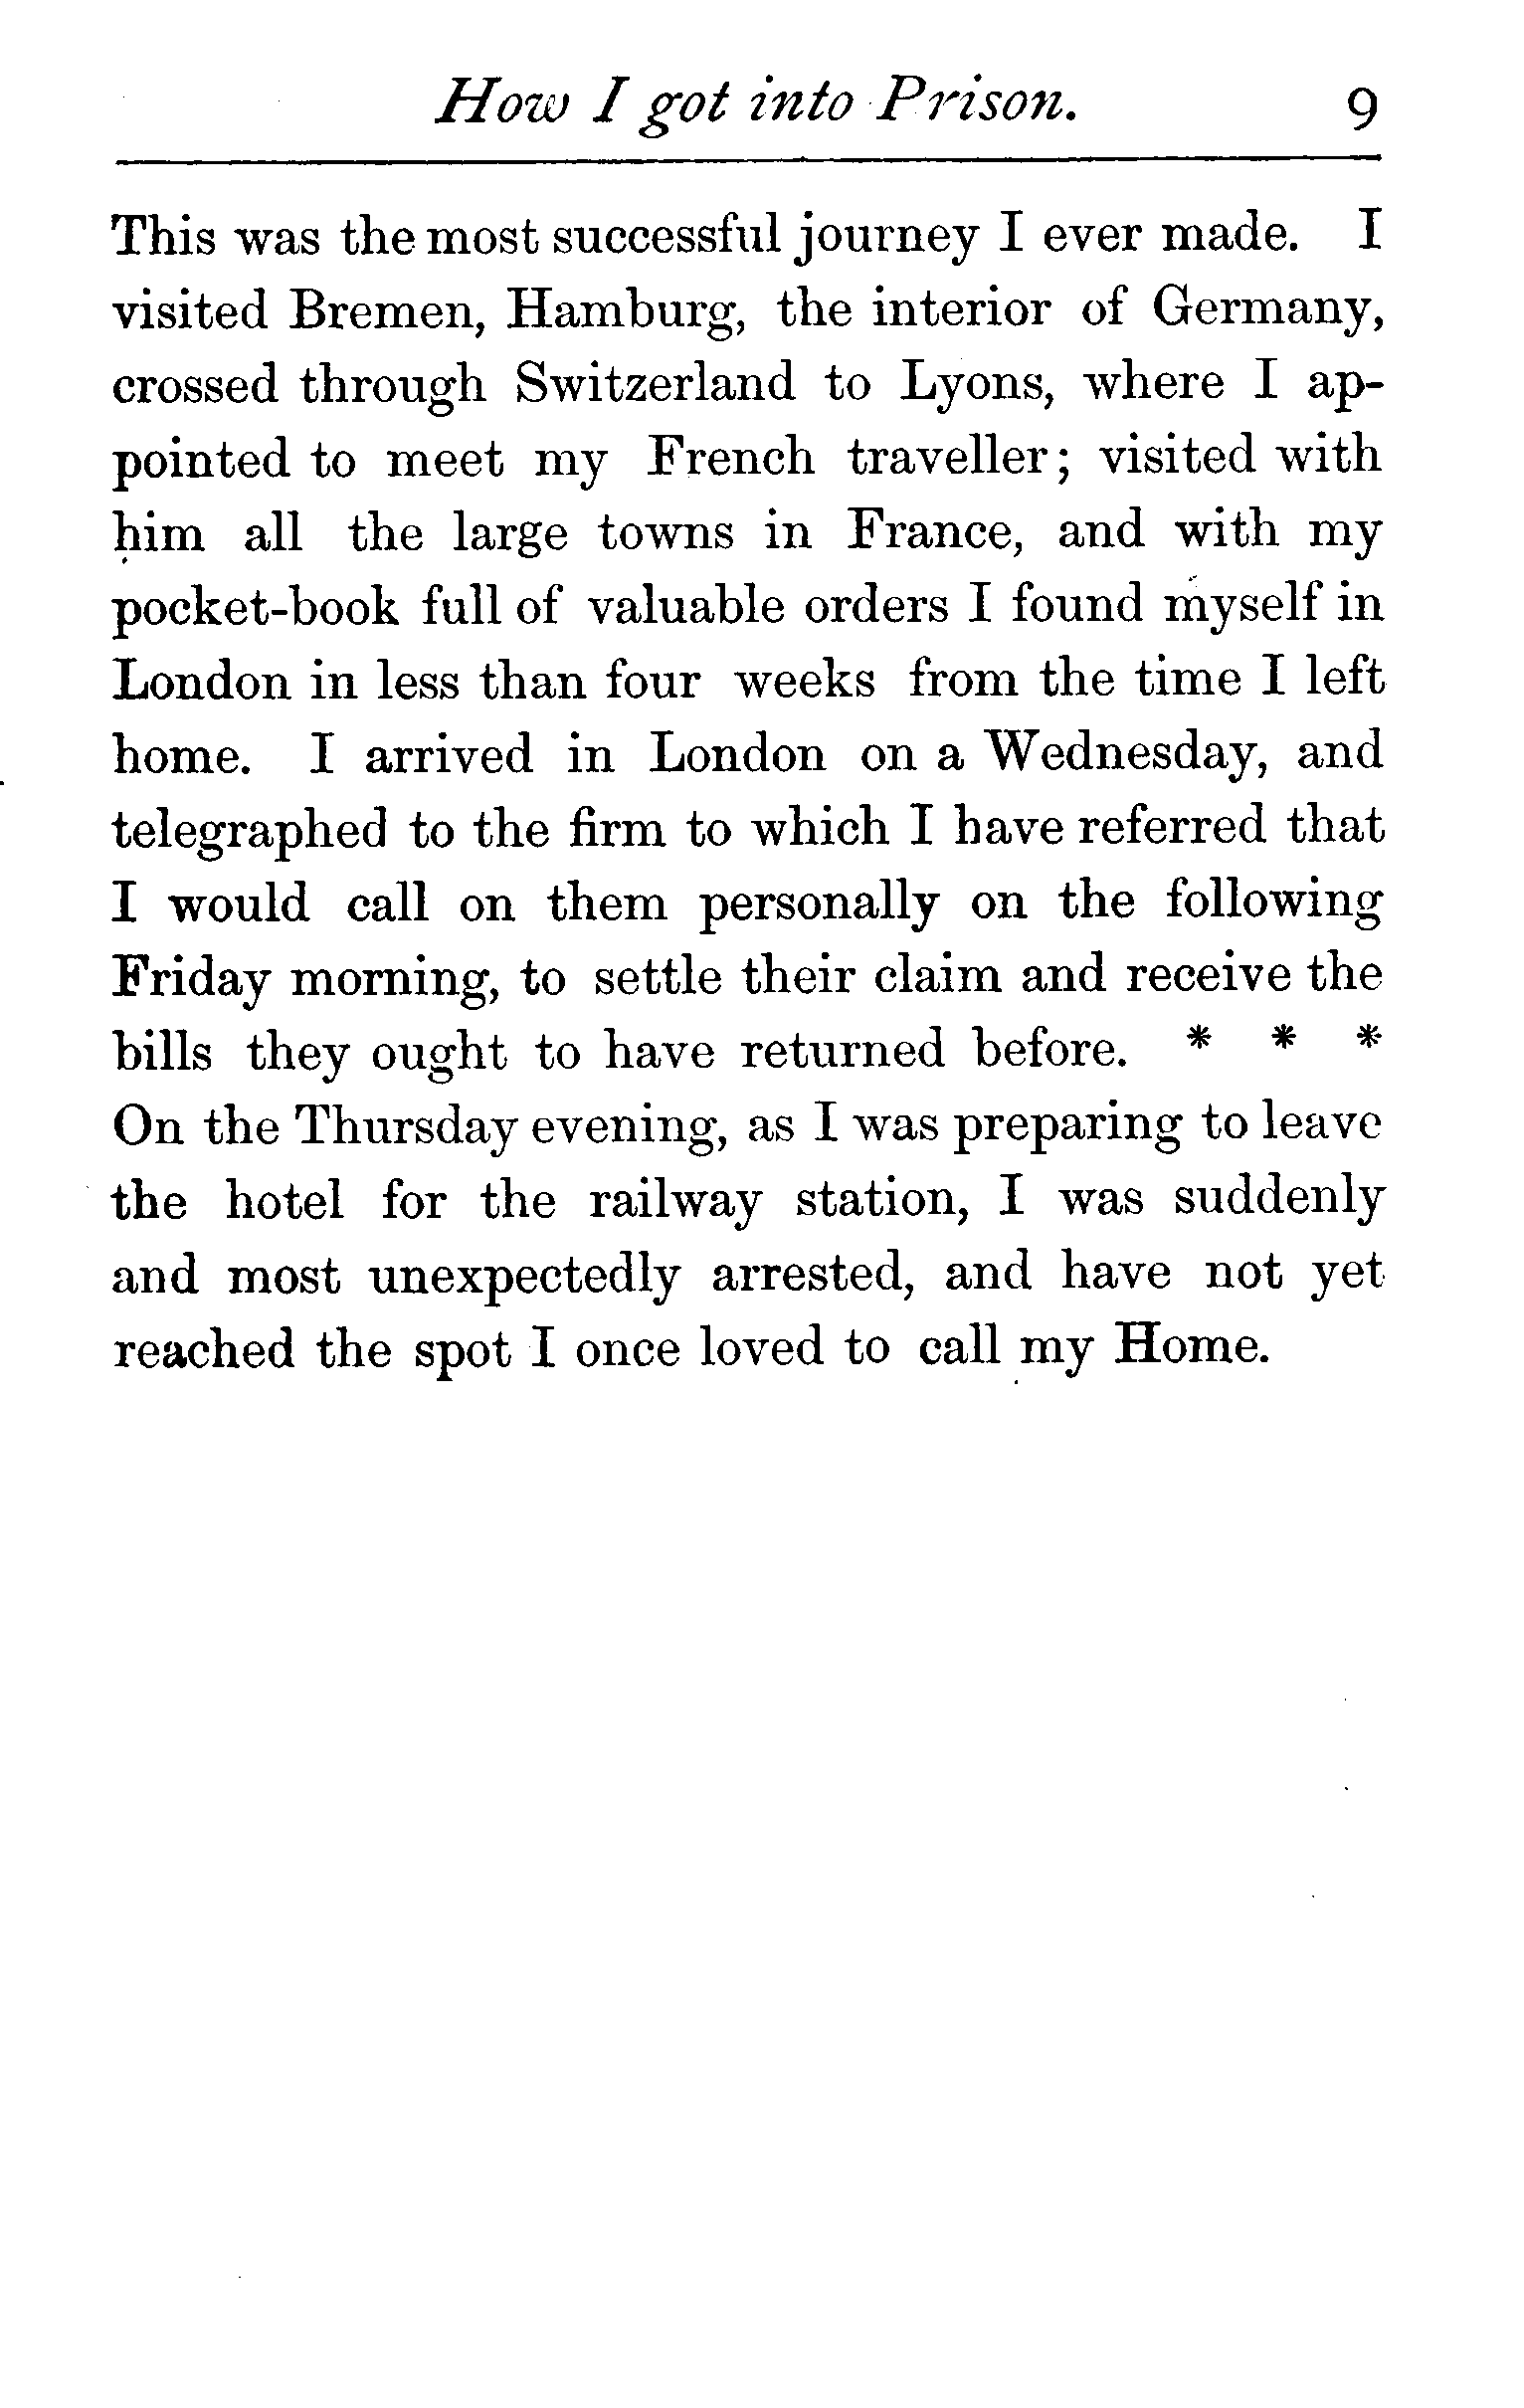 How I got into Prison. 9
This was the most successful journey I ever made. I
visited Bremen, Hamburg, the interior of Germany,
crossed through Switzerland to Lyons, where I ap-
pointed to meet my French traveller; visited with
him all the large towns in France, and with my
pocket-book full of valuable orders I found myself in
London in less than four weeks from the time I left
home. I arrived in London on a Wednesday, and
telegraphed to the firm to which I have referred that
I would call on them personally on the following
Friday morning, to settle their claim and receive the
bills they ought to have returned before. * * *
On the Thursday evening, as I was preparing to leave
the hotel for the railway station, I was suddenly
and most unexpectedly arrested, and have not yet
reached the spot I once loved to call my Home.